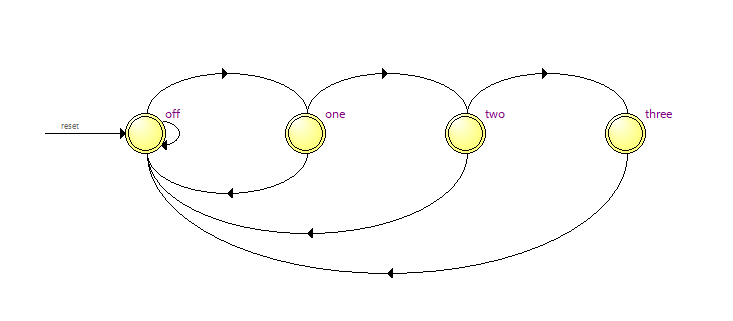 reset
off
one
two
three